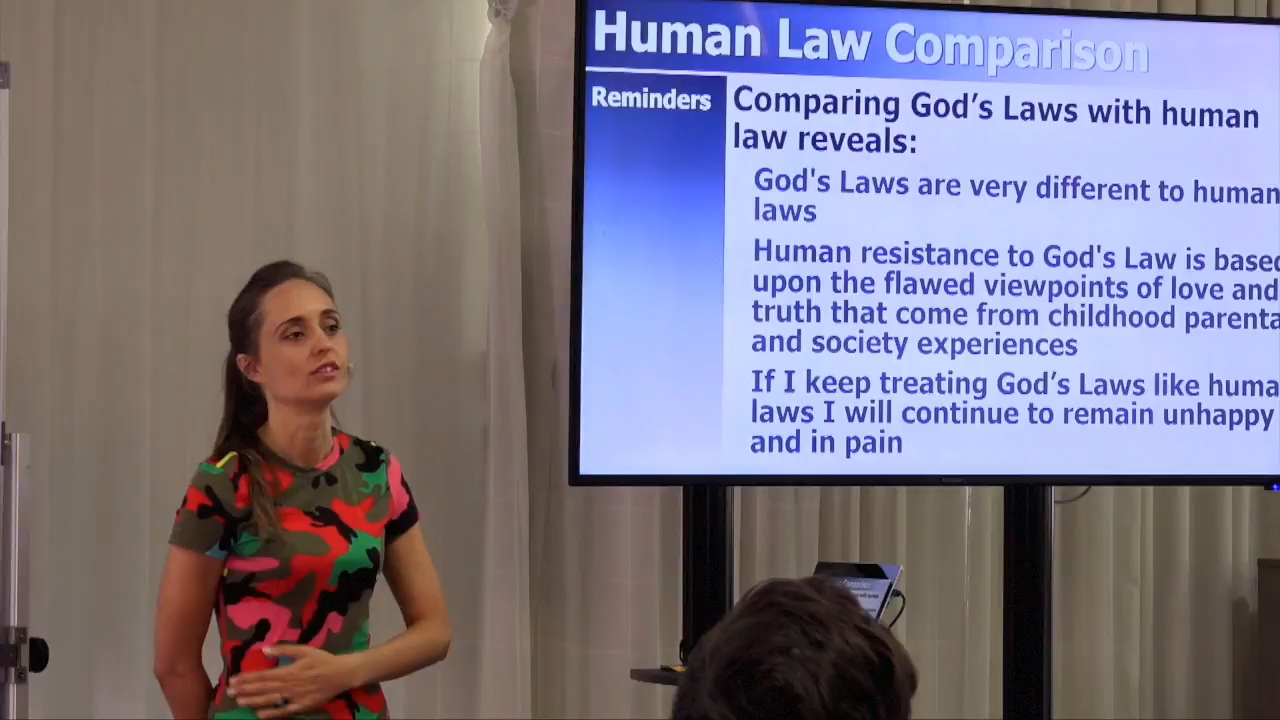 Human Law Comparison
Reminders
Comparing God’s Laws with human
law reveals:
God's Laws are very different to human
laws
Human resistance to God's Law is based
upon the flawed viewpoints of love and
truth that come from childhood
and society experiences
If I keep treating God’s Laws like
laws I will continue to remain unhappy
and in pain